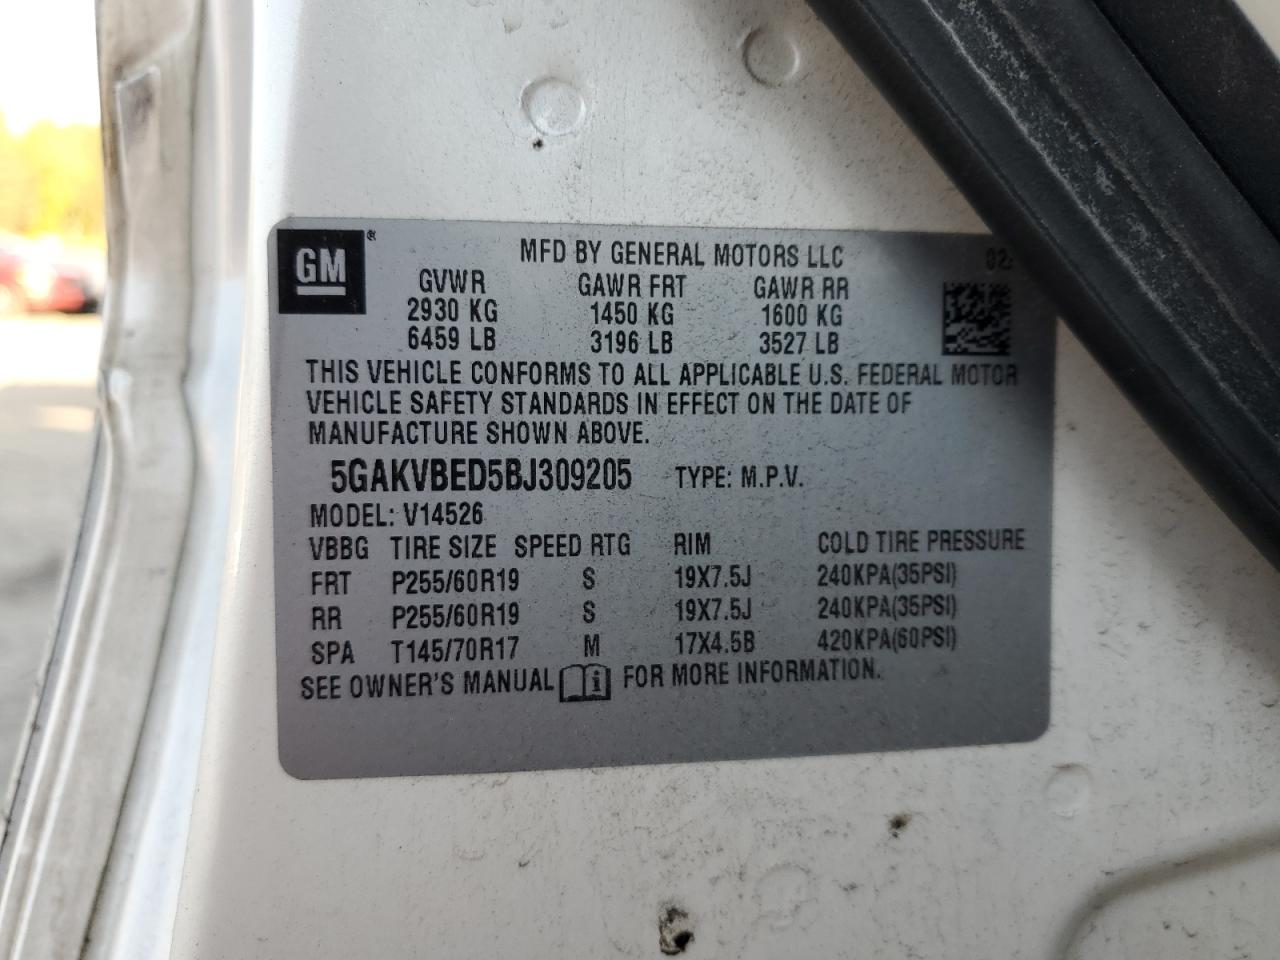 GM ® MFD BY GENERAL MOTORS LLC 02
GVWR GAWR FRT GAWR RR
2930 KG 1450 KG 1600 KG
6459 LB 3196 LB 3527 LB
THIS VEHICLE CONFORMS TO ALL APPLICABLE U.S. FEDERAL MOTOR
VEHICLE SAFETY STANDARDS IN EFFECT ON THE DATE OF
MANUFACTURE SHOWN ABOVE.
5GAKVBED5BJ309205 TYPE: M.P.V.
MODEL: V14526
VBBG TIRE SIZE SPEED RTG RIM COLD TIRE PRESSURE
FRT P255/60R19 S 19X7.5J 240KPA(35PSI)
RR P255/60R19 S 19X7.5J 240KPA(35PSI)
SPA T145/70R17 M 17X4.5B 420KPA(60PSI)
SEE OWNER'S MANUAL i FOR MORE INFORMATION.